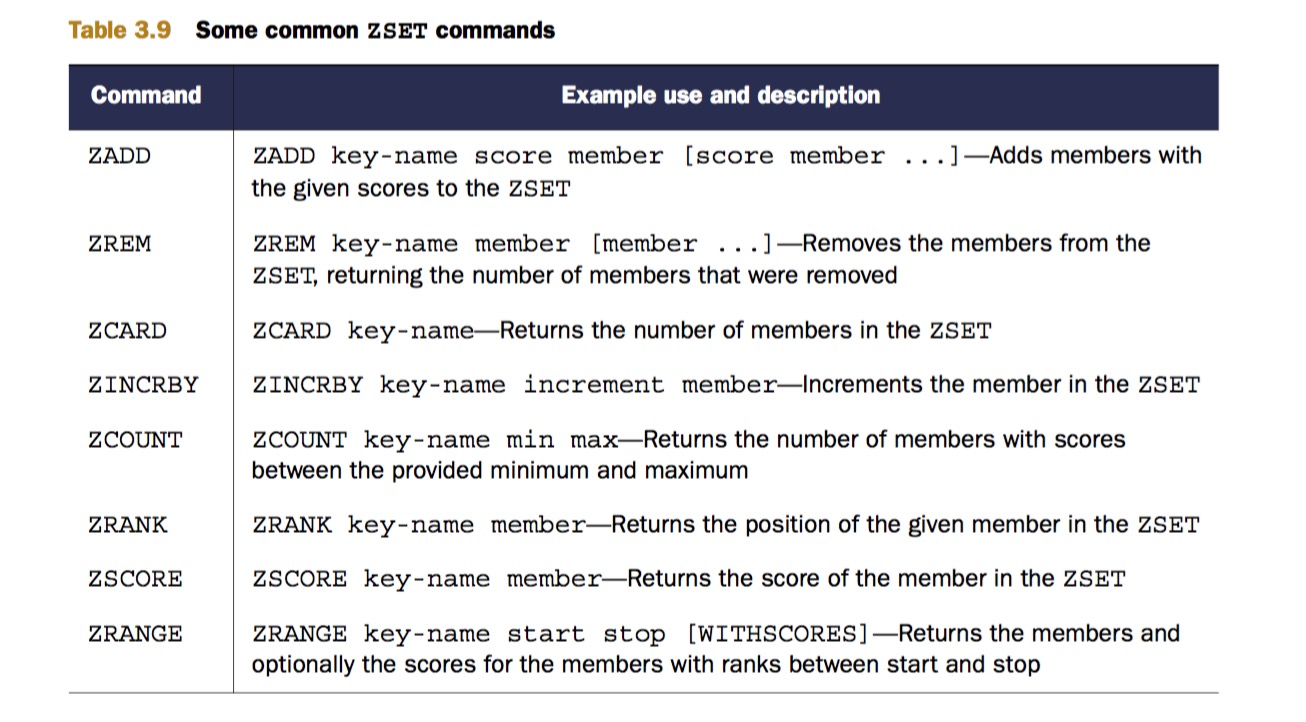 Table 3.9 Some common ZSET commands
Command Example use and description
ZADD ZADD key-name score member [score member ...]—Adds members with
the given scores to the ZSET
ZREM ZREM key-name member [member ...]—Removes the members from the
ZSET, returning the number of members that were removed
ZCARD ZCARD key-name—Returns the number of members in the ZSET
ZINCRBY ZINCRBY key-name increment member—Increments the member in the ZSET
ZCOUNT ZCOUNT key-name min max—Returns the number of members with scores
between the provided minimum and maximum
ZRANK ZRANK key-name member—Returns the position of the given member in the ZSET
ZSCORE ZSCORE key-name member—Returns the score of the member in the ZSET
ZRANGE ZRANGE key-name start stop [WITHSCORES]—Returns the members and
optionally the scores for the members with ranks between start and stop